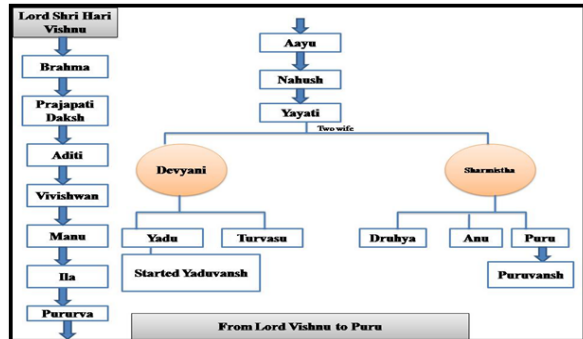 Lord Shri Hari
Vishnu
Brahma
Prajapati
Daksh
Aditi
Vivishwan
Manu
Ila
Pururva
Aayu
Nahush
Yayati
Two wife
Devyani
Sharmistha
Yadu
Turvasu
Druhya
Anu
Puru
Started Yaduvansh
Puruvansh
From Lord Vishnu to Puru